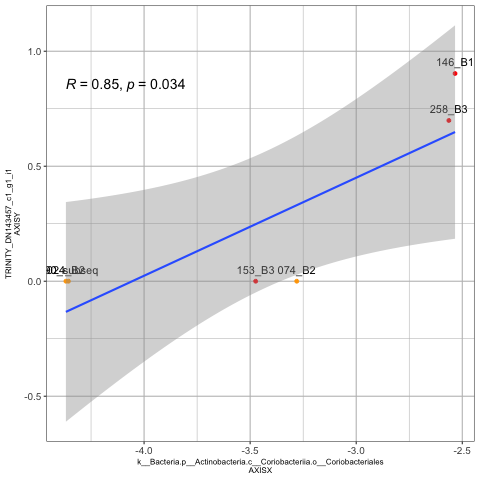 1.0
0.5
0.0
-0.5
-4.0
-3.5
-3.0
-2.5
R = 0.85, p = 0.034
146_B1
258_B3
153_B3
074_B2
TRINITY_DN143457_c1_g1_i1
AXISY
k__Bacteria.p__Actinobacteria.c__Coriobacteriia.o__Coriobacteriales
AXISX